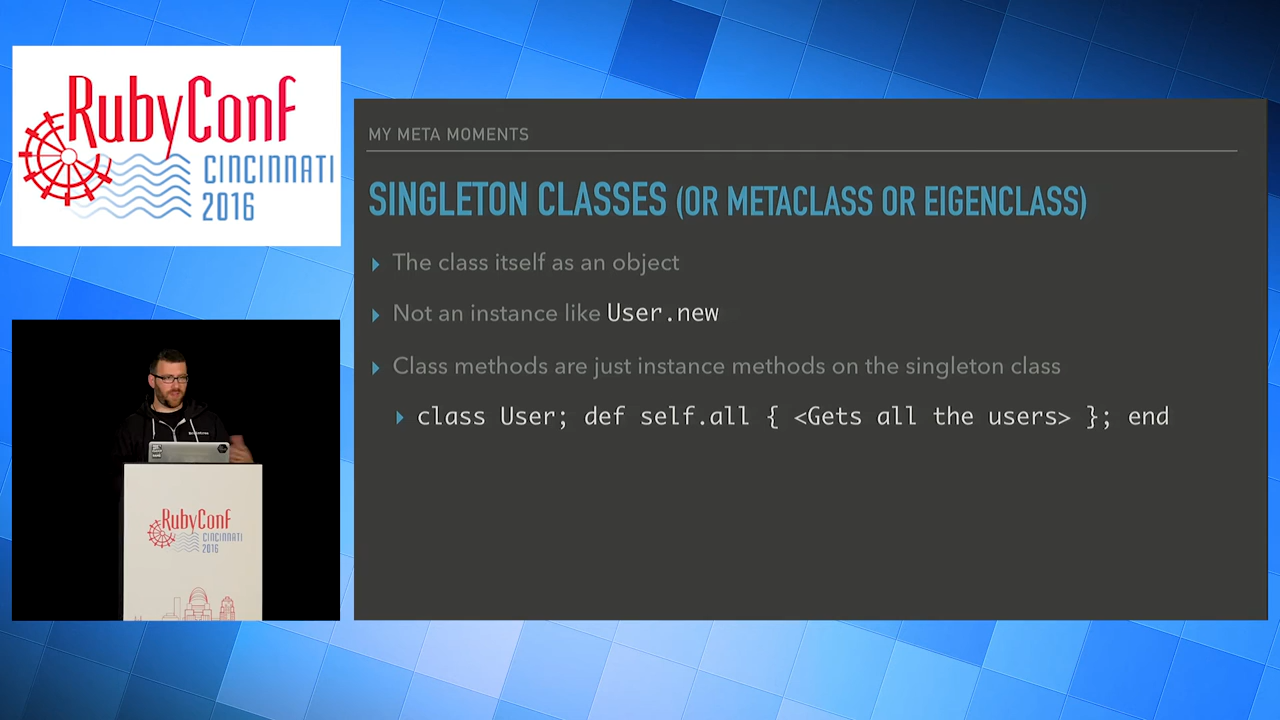 RubyConf
CINCINNATI
2016
MY META MOMENTS
SINGLETON CLASSES (OR METACLASS OR EIGENCLASS)
The class itself as an object
Not an instance like User.new
Class methods are just instance methods on the singleton class
class User; def self.all { <Gets all the users> }; end
RubyConf
CINCINNATI
2016